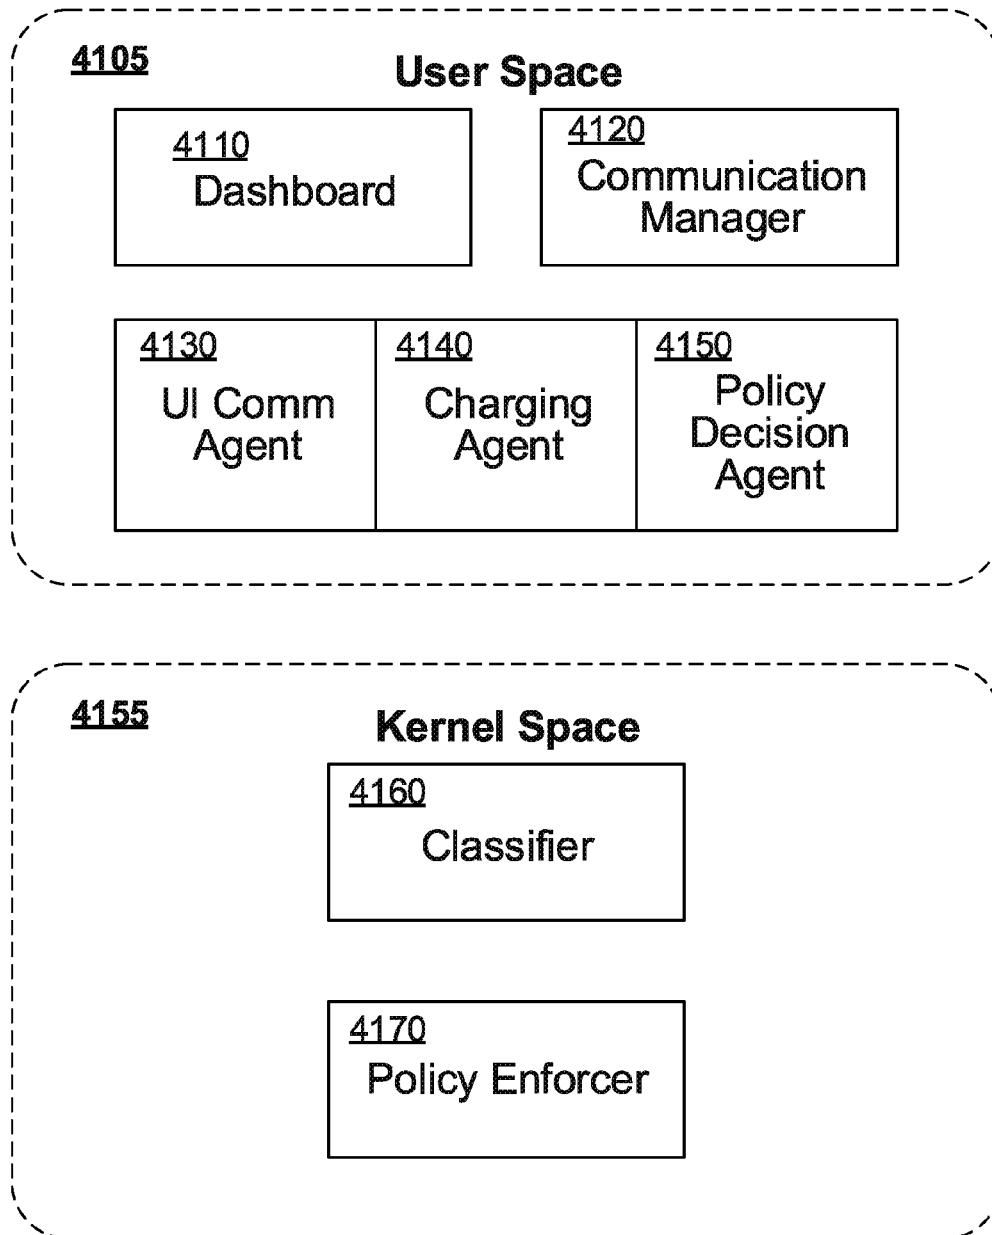 4105
User Space
4110
Dashboard
4120
Communication
Manager
4130
UI Comm
Agent
4140
Charging
Agent
4150
Policy
Decision
Agent
4155
Kernel Space
4160
Classifier
4170
Policy Enforcer